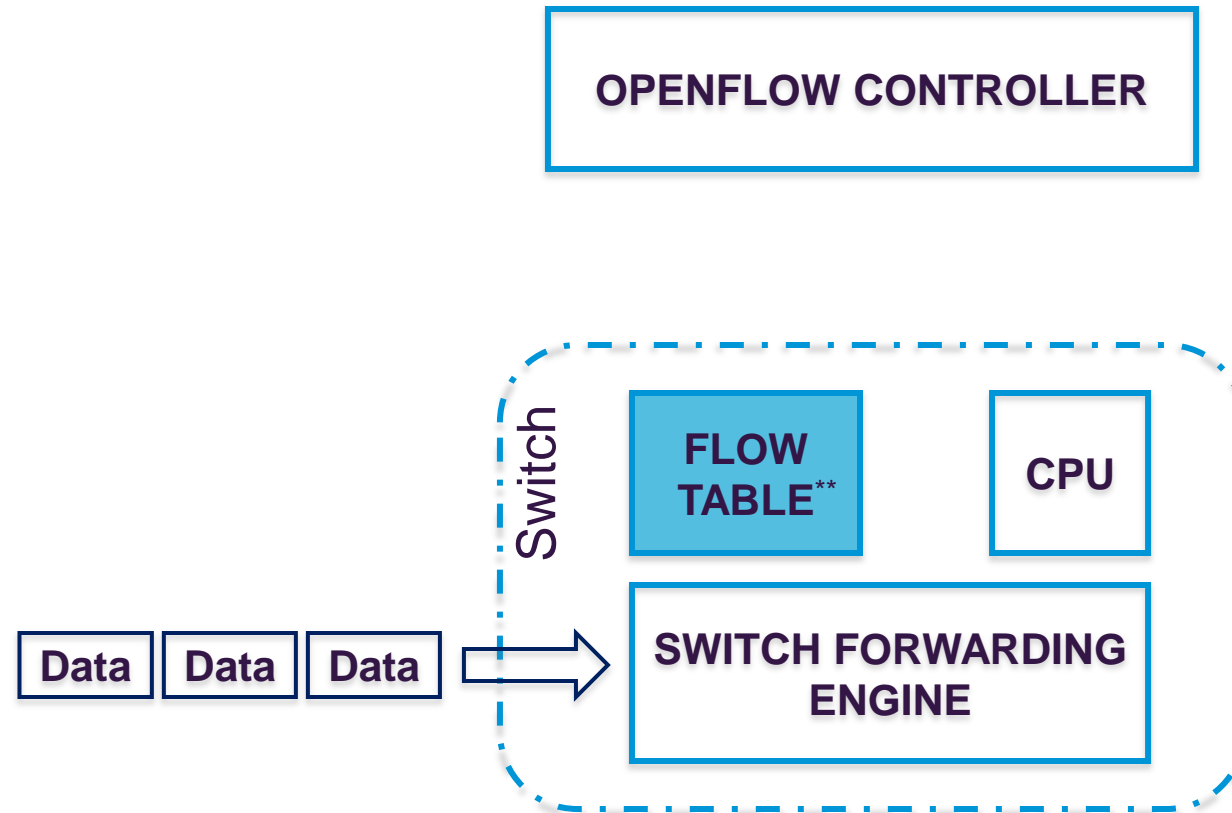 OPENFLOW CONTROLLER
Switch
FLOW
TABLE**
CPU
Data Data Data
SWITCH FORWARDING
ENGINE